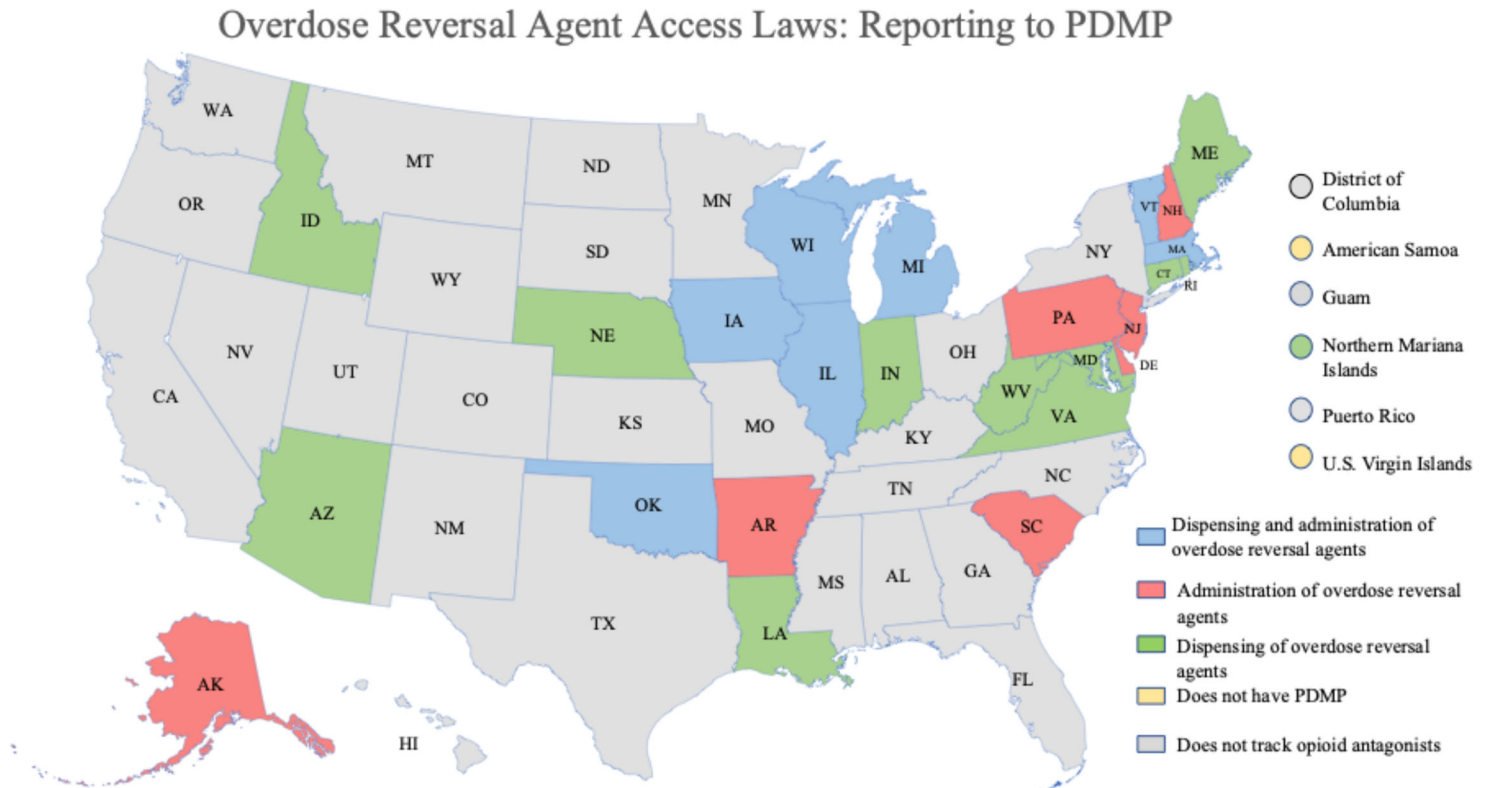 Overdose Reversal Agent Access Laws: Reporting to PDMP
WA
MT
ND
MN
OR
ID
SD
WI
MI
NY
VT
NH
ME
MA
CT
RI
WY
IA
NE
PA
NJ
NV
UT
CO
IL
IN
OH
MD
DE
WV
VA
CA
KS
MO
KY
NC
TN
AZ
NM
OK
AR
SC
MS
AL
GA
TX
LA
FL
AK
HI
District of
Columbia
American Samoa
Guam
Northern Mariana
Islands
Puerto Rico
U.S. Virgin Islands
Dispensing and administration of
overdose reversal agents
Administration of overdose reversal
agents
Dispensing of overdose reversal
agents
Does not have PDMP
Does not track opioid antagonists